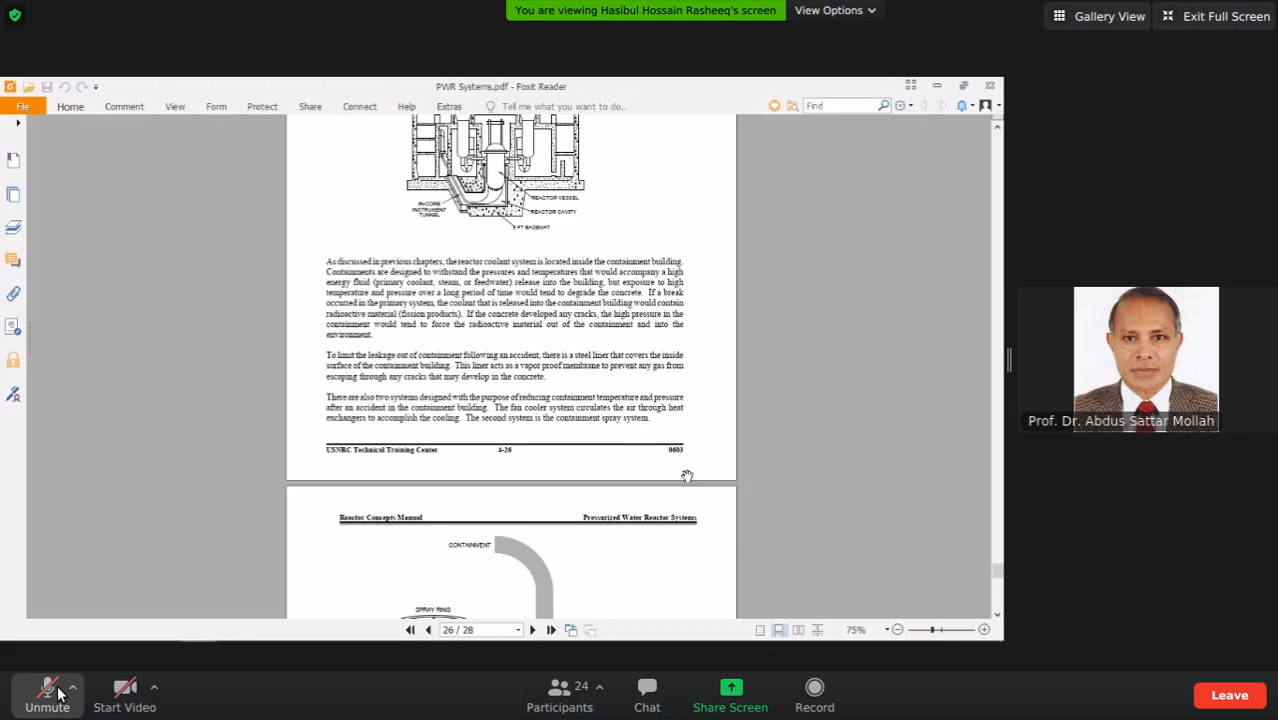 You are viewing Hasibul Hossain Rasheeq's screen
View Options
Gallery View
Exit Full Screen
PWR Systems.pdf - Foxit Reader
File
Home
Comment
View
Form
Protect
Share
Connect
Help
Extras
Tell me what you want to do..
Find
IN-CORE
INSTRUMENT
TUNNEL
REACTOR VESSEL
REACTOR CAVITY
9 FT BASEMAT
As discussed in previous chapters, the reactor coolant system is located inside the containment building.
Containments are designed to withstand the pressures and temperatures that would accompany a high
energy fluid (primary coolant, steam, or feedwater) release into the building, but exposure to high
temperature and pressure over a long period of time would tend to degrade the concrete. If a break
occurred in the primary system, the coolant that is released into the containment building would contain
radioactive material (fission products). If the concrete developed any cracks, the high pressure in the
containment would tend to force the radioactive material out of the containment and into the
environment.
To limit the leakage out of containment following an accident, there is a steel liner that covers the inside
surface of the containment building. This liner acts as a vapor proof membrane to prevent any gas from
escaping through any cracks that may develop in the concrete.
There are also two systems designed with the purpose of reducing containment temperature and pressure
after an accident in the containment building. The fan cooler system circulates the air through heat
exchangers to accomplish the cooling. The second system is the containment spray system.
USNRC Technical Training Center 4-26 0603
Reactor Concepts Manual Pressurized Water Reactor Systems
CONTAINMENT
SPRAY RING
26 / 28
75%
Prof. Dr. Abdus Sattar Mollah
Unmute
Start Video
24
Participants
Chat
Share Screen
Record
Leave